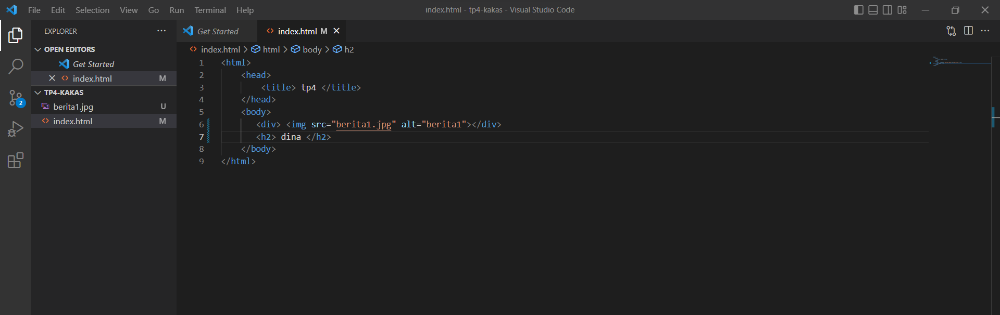 File Edit Selection View Go Run Terminal Help index.html - tp4-kakas - Visual Studio Code
EXPLORER
OPEN EDITORS
Get Started
index.html M
TP4-KAKAS
berita1.jpg U
index.html M
2
Get Started index.html M
index.html > html > body > h2
1 <html>
2 <head>
3 <title> tp4 </title>
4 </head>
5 <body>
6 <div> <img src="berita1.jpg" alt="berita1"></div>
7 <h2> dina </h2>
8 </body>
9 </html>